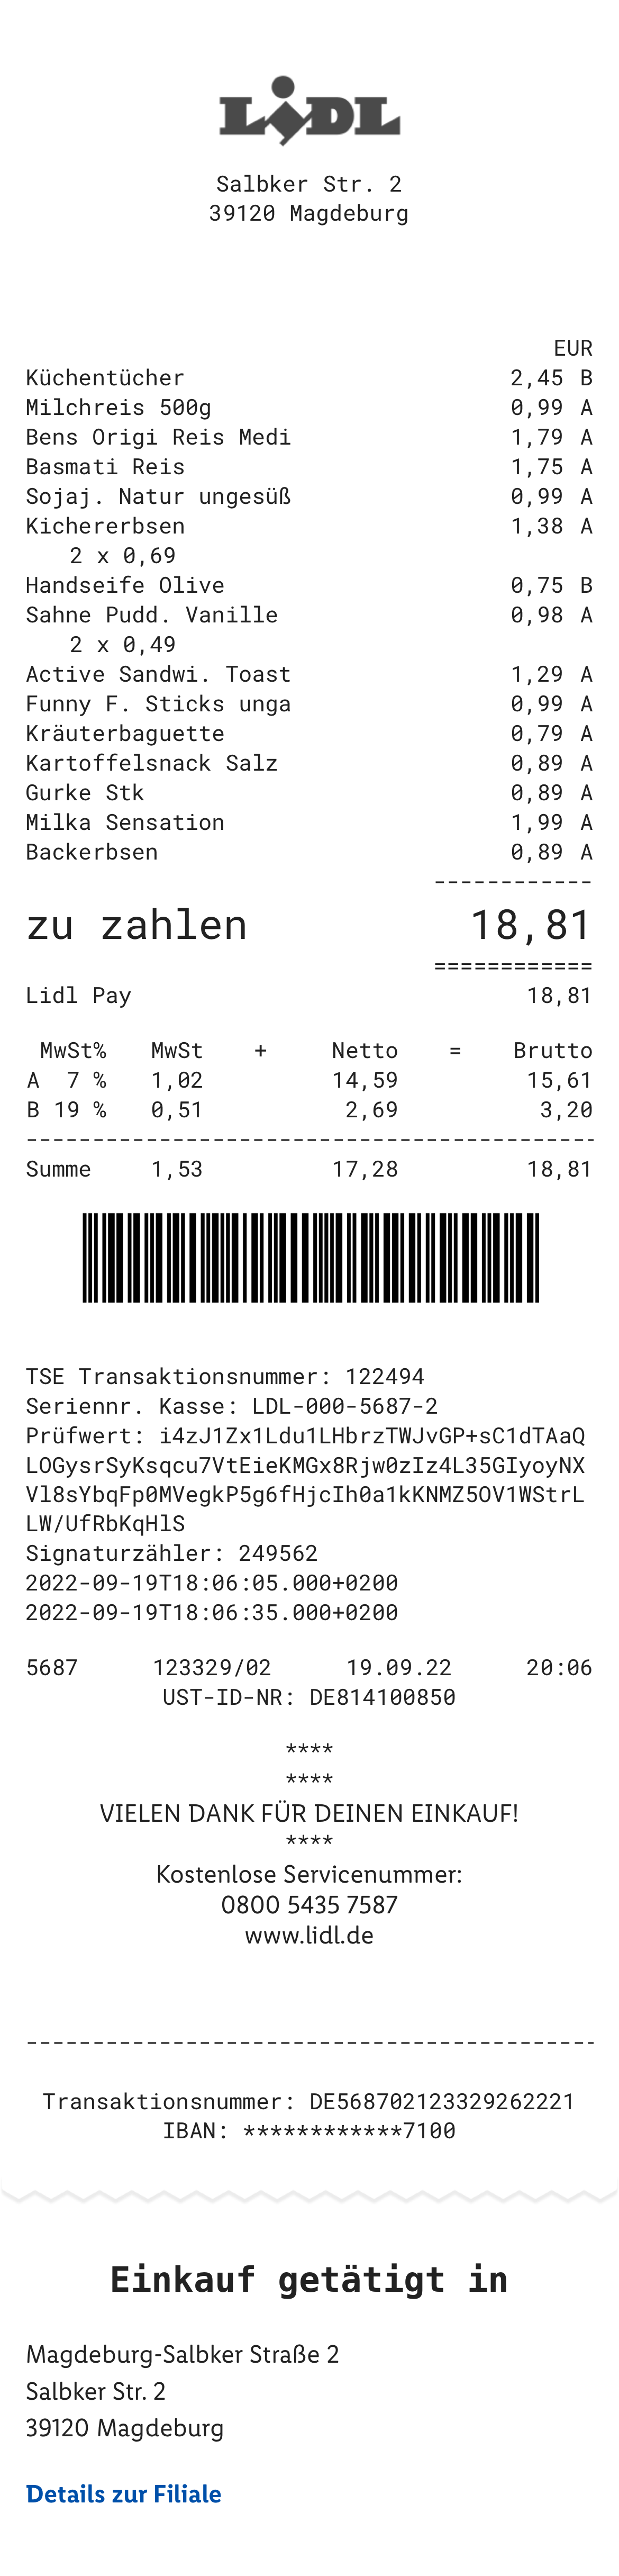 LIDL
Salbker Str. 2
39120 Magdeburg
EUR
Küchentücher 2,45 B
Milchreis 500g 0,99 A
Bens Origi Reis Medi 1,79 A
Basmati Reis 1,75 A
Sojaj. Natur ungesüß 0,99 A
Kichererbsen 1,38 A
2 x 0,69
Handseife Olive 0,75 B
Sahne Pudd. Vanille 0,98 A
2 x 0,49
Active Sandwi. Toast 1,29 A
Funny F. Sticks unga 0,99 A
Kräuterbaguette 0,79 A
Kartoffelsnack Salz 0,89 A
Gurke Stk 0,89 A
Milka Sensation 1,99 A
Backerbsen 0,89 A
------------
zu zahlen 18,81
============
Lidl Pay 18,81
MwSt% MwSt + Netto = Brutto
A 7 % 1,02 14,59 15,61
B 19 % 0,51 2,69 3,20
-------------------------------------------
Summe 1,53 17,28 18,81
TSE Transaktionsnummer: 122494
Seriennr. Kasse: LDL-000-5687-2
Prüfwert: i4zJ1Zx1Ldu1LHbrzTWJvGP+sC1dTAaQ
LOGysrSyKsqcu7VtEieKMGx8Rjw0zIz4L35GIyoyNX
Vl8sYbqFp0MVegkP5g6fHjcIh0a1kKNMZ5OV1WStrL
LW/UfRbKqHlS
Signaturzähler: 249562
2022-09-19T18:06:05.000+0200
2022-09-19T18:06:35.000+0200
5687 123329/02 19.09.22 20:06
UST-ID-NR: DE814100850
****
****
VIELEN DANK FÜR DEINEN EINKAUF!
****
Kostenlose Servicenummer:
0800 5435 7587
www.lidl.de
-------------------------------------------
Transaktionsnummer: DE568702123329262221
IBAN: ************7100
Einkauf getätigt in
Magdeburg-Salbker Straße 2
Salbker Str. 2
39120 Magdeburg
Details zur Filiale